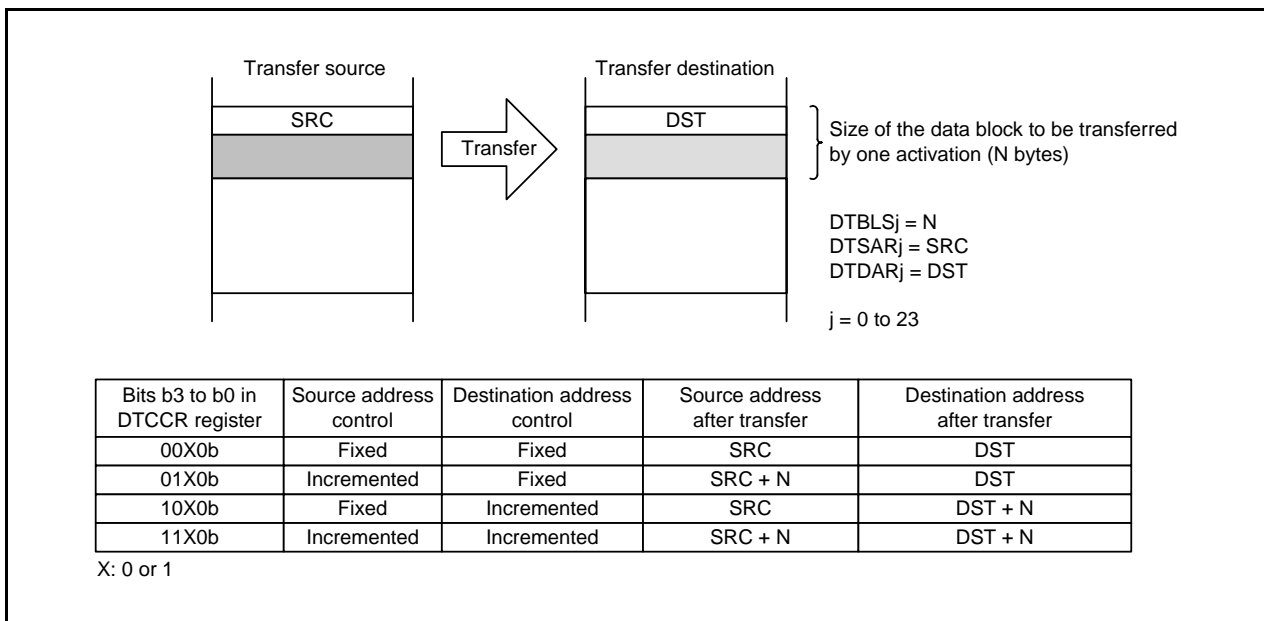 Transfer source
Transfer destination
SRC
DST
Transfer
Size of the data block to be transferred
by one activation (N bytes)
DTBLSj = N
DTSARj = SRC
DTDARj = DST
j = 0 to 23
Bits b3 to b0 in DTCCR register | Source address control | Destination address control | Source address after transfer | Destination address after transfer
00X0b | Fixed | Fixed | SRC | DST
01X0b | Incremented | Fixed | SRC + N | DST
10X0b | Fixed | Incremented | SRC | DST + N
11X0b | Incremented | Incremented | SRC + N | DST + N
X: 0 or 1